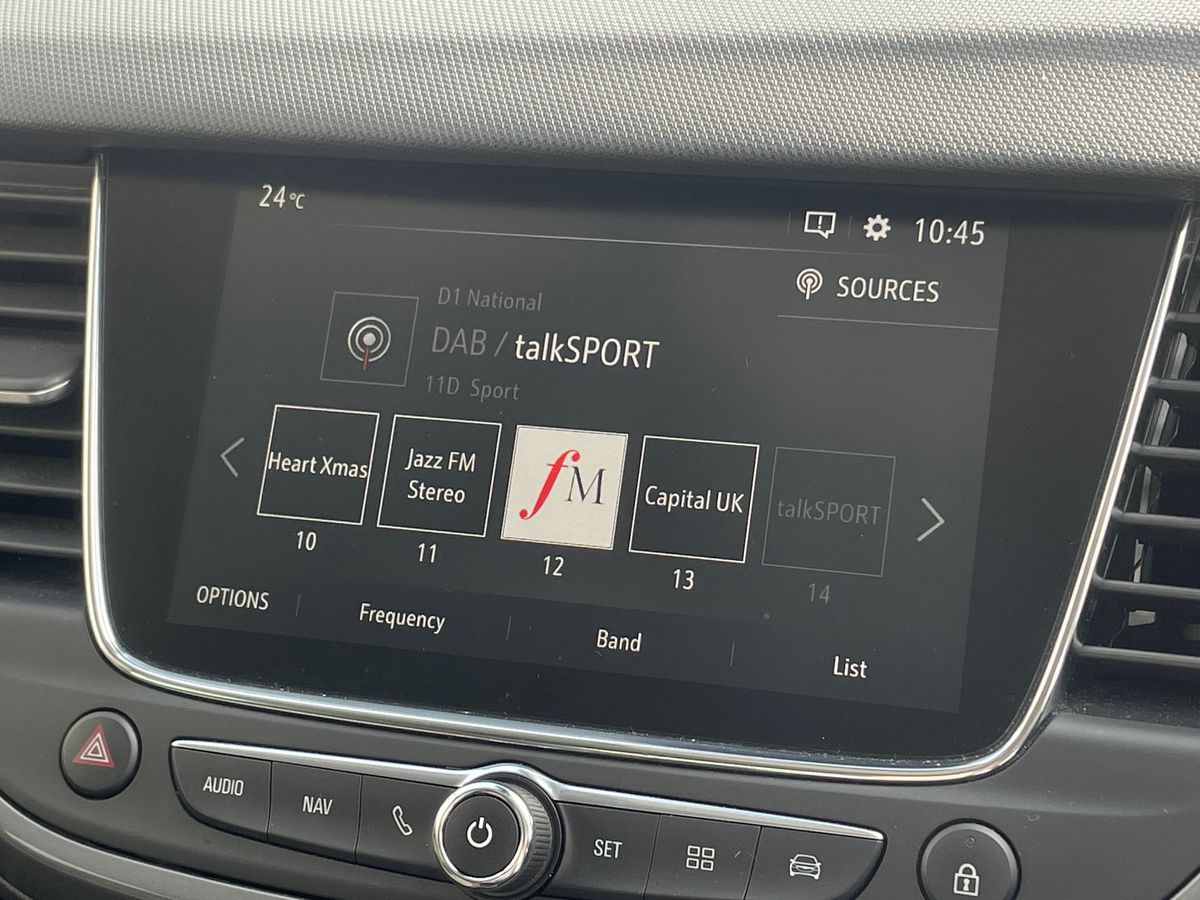 24°C
10:45
SOURCES
D1 National
DAB / talkSPORT
11D Sport
Heart Xmas
Jazz FM
Stereo
fM
Capital UK
talkSPORT
10
11
12
13
14
OPTIONS
Frequency
Band
List
AUDIO
NAV
SET